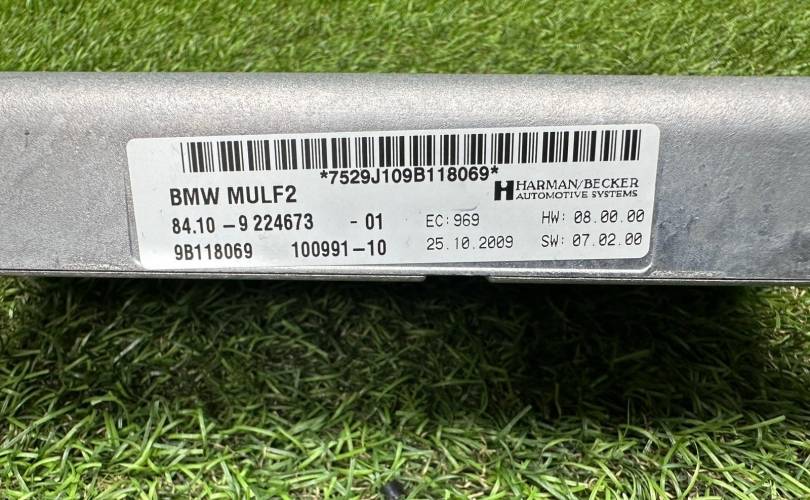 *7529J109B118069*
BMW MULF2
HARMAN/BECKER
AUTOMOTIVE SYSTEMS
84.10 - 9 224673 - 01 EC: 969 HW: 08.00.00
9B118069 100991-10 25.10.2009 SW: 07.02.00